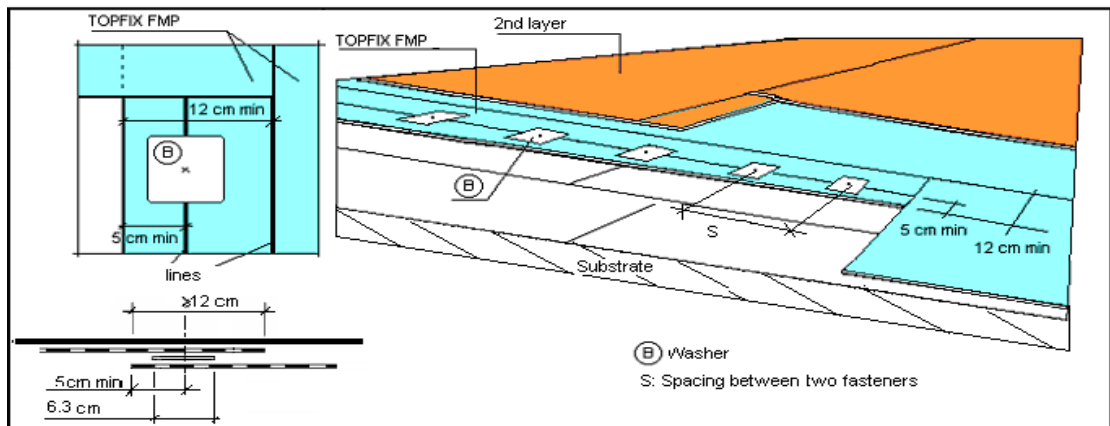 TOPFIX FMP
12 cm min
B
5 cm min
lines
≥12 cm
5cm min
6.3 cm
2nd layer
TOPFIX FMP
B
S
5 cm min
12 cm min
Substrate
B Washer
S: Spacing between two fasteners